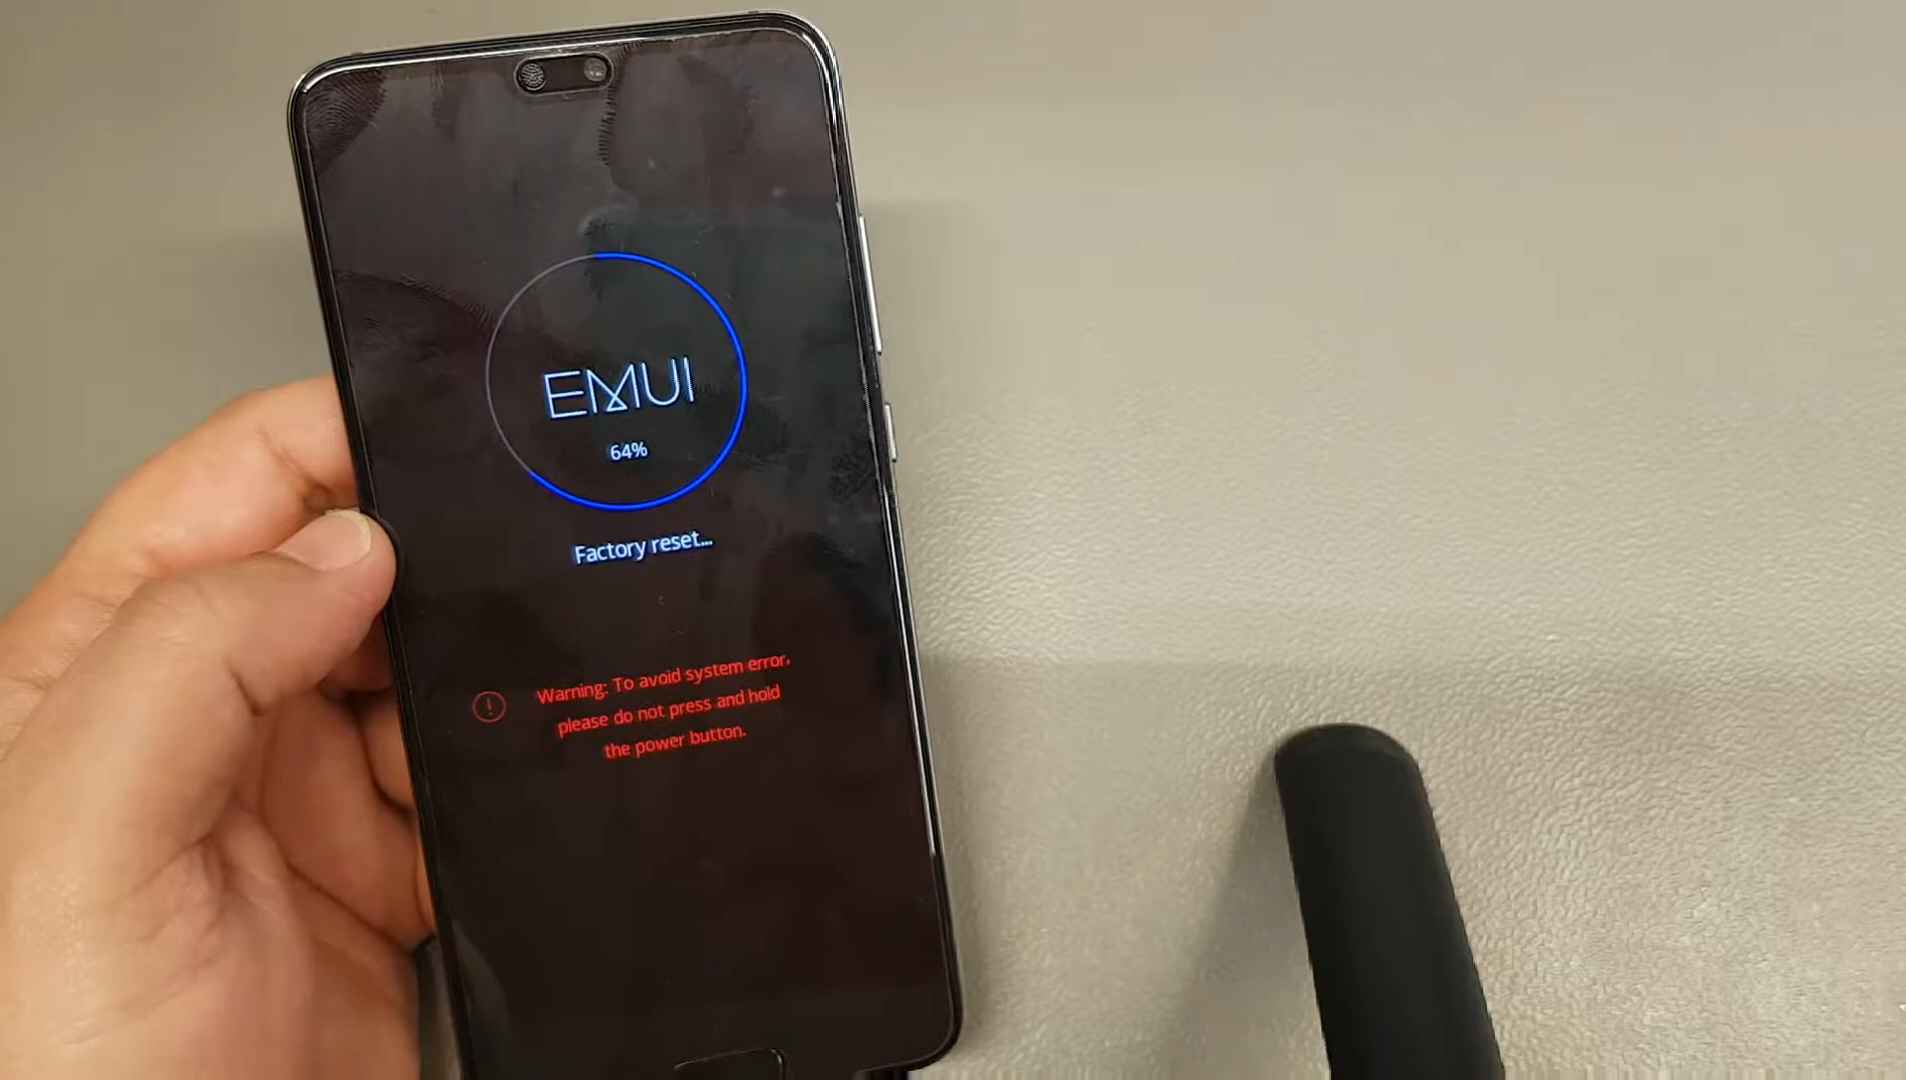 EMUI
64%
Factory reset...
Warning: To avoid system error,
please do not press and hold
the power button.